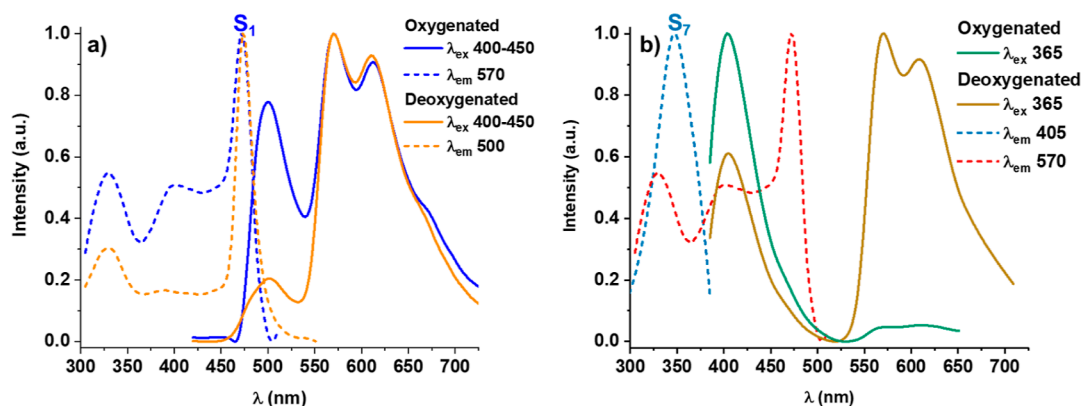 S1
a)
Oxygenated
λex 400-450
λem 570
Deoxygenated
λex 400-450
λem 500
Intensity (a.u.)
1.0
0.8
0.6
0.4
0.2
0.0
300 350 400 450 500 550 600 650 700
λ (nm)
S7
b)
Oxygenated
λex 365
Deoxygenated
λex 365
λem 405
λem 570
Intensity (a.u.)
1.0
0.8
0.6
0.4
0.2
0.0
300 350 400 450 500 550 600 650 700
λ (nm)